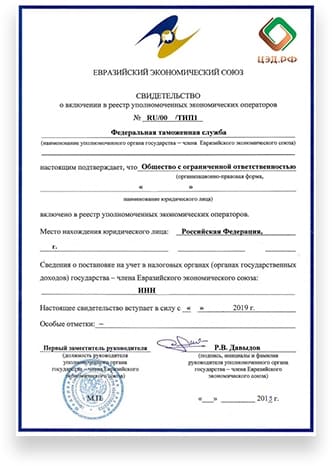 ЦЭД.РФ
ЕВРАЗИЙСКИЙ ЭКОНОМИЧЕСКИЙ СОЮЗ
СВИДЕТЕЛЬСТВО
о включении в реестр уполномоченных экономических операторов
№ RU/00 /ТИП1
Федеральная таможенная служба
(наименование уполномоченного органа государства – члена Евразийского экономического союза)
настоящим подтверждает, что Общество с ограниченной ответственностью
(организационно-правовая форма,
« »
наименование юридического лица)
включено в реестр уполномоченных экономических операторов.
Место нахождения юридического лица: Российская Федерация,
г.
Сведения о постановке на учет в налоговых органах (органах государственных
доходов) государства – члена Евразийского экономического союза:
ИНН
Настоящее свидетельство вступает в силу с « » 2019 г.
Особые отметки: –
Первый заместитель руководителя
(должность руководителя
уполномоченного органа
государства – члена Евразийского
экономического союза)
М.П.
Р.В. Давыдов
(подпись, инициалы и фамилия
руководителя уполномоченного органа
государства – члена Евразийского
экономического союза)
« » 201 г.